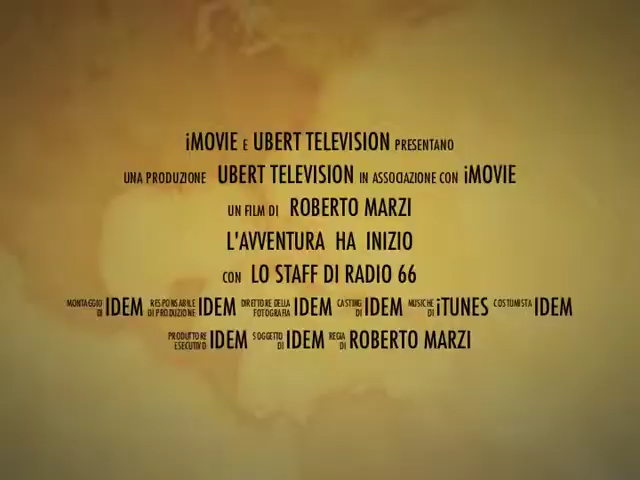 iMOVIE E UBERT TELEVISION PRESENTANO
UNA PRODUZIONE UBERT TELEVISION IN ASSOCIAZIONE CON iMOVIE
UN FILM DI ROBERTO MARZI
L'AVVENTURA HA INIZIO
CON LO STAFF DI RADIO 66
MONTAGGIO DI IDEM RESPONSABILE DI PRODUZIONE IDEM DIRETTORE DELLA FOTOGRAFIA IDEM CASTING DI IDEM MUSICHE DI iTUNES COSTUMISTA IDEM
PRODUTTORE ESECUTIVO IDEM SOGGETTO DI IDEM REGIA DI ROBERTO MARZI